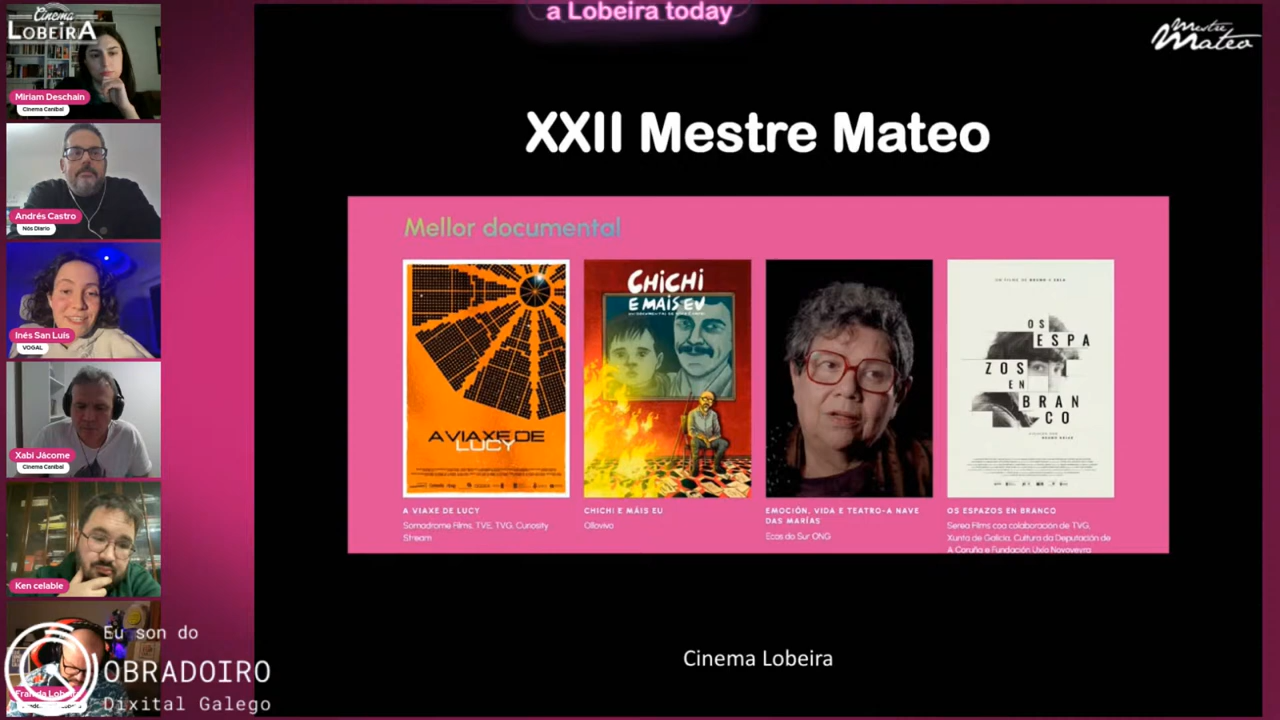 a Lobeira today
Cinema
LOBEIRA
Mestre
Mateo
Miriam Deschain
Cinema Caníbal
Andrés Castro
Nós Diario
Inés San Luis
VOGAL
Xabi Jácome
Cinema Caníbal
Ken celable
XXII Mestre Mateo
Mellor documental
A VIAXE DE
LUCY
CHICHI
E MÁIS EU
OS
ESPA
ZOS
EN
BRAN
CO
A VIAXE DE LUCY
Somadrome Films, TVE, TVG, Curiosity
Stream
CHICHI E MÁIS EU
Ollovivo
EMOCIÓN, VIDA E TEATRO-A NAVE
DAS MARÍAS
Ecos do Sur ONG
OS ESPAZOS EN BRANCO
Serea Films coa colaboración de TVG,
Xunta de Galicia, Cultura da Deputación de
A Coruña e Fundación Uxío Novoneyra
Cinema Lobeira
Eu son do
OBRADOIRO
Dixital Galego